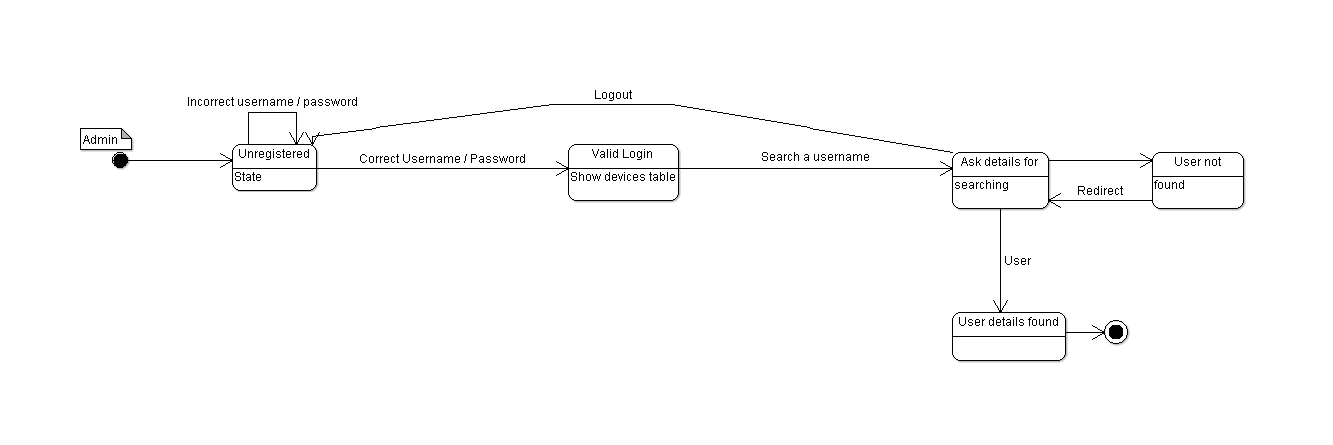 Incorrect username / password
Logout
Admin
Unregistered
State
Correct Username / Password
Valid Login
Show devices table
Search a username
Ask details for
searching
User not
found
Redirect
User
User details found